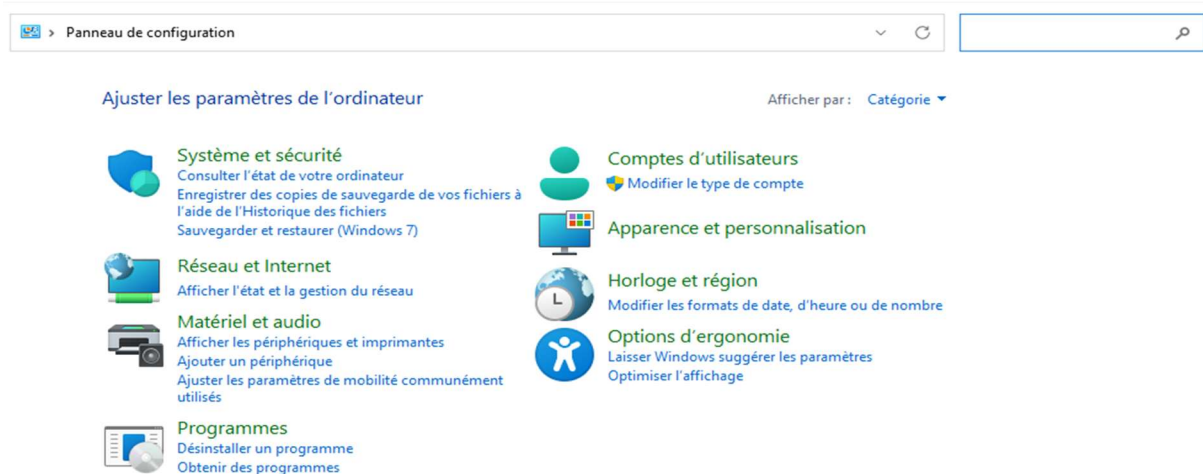 Panneau de configuration
Ajuster les paramètres de l´ordinateur
Afficher par : Catégorie
Système et sécurité
Consulter l´état de votre ordinateur
Enregistrer des copies de sauvegarde de vos fichiers à
l´aide de l´Historique des fichiers
Sauvegarder et restaurer (Windows 7)
Réseau et Internet
Afficher l´état et la gestion du réseau
Matériel et audio
Afficher les périphériques et imprimantes
Ajouter un périphérique
Ajuster les paramètres de mobilité communément
utilisés
Programmes
Désinstaller un programme
Obtenir des programmes
Comptes d´utilisateurs
Modifier le type de compte
Apparence et personnalisation
Horloge et région
Modifier les formats de date, d´heure ou de nombre
Options d´ergonomie
Laisser Windows suggérer les paramètres
Optimiser l´affichage